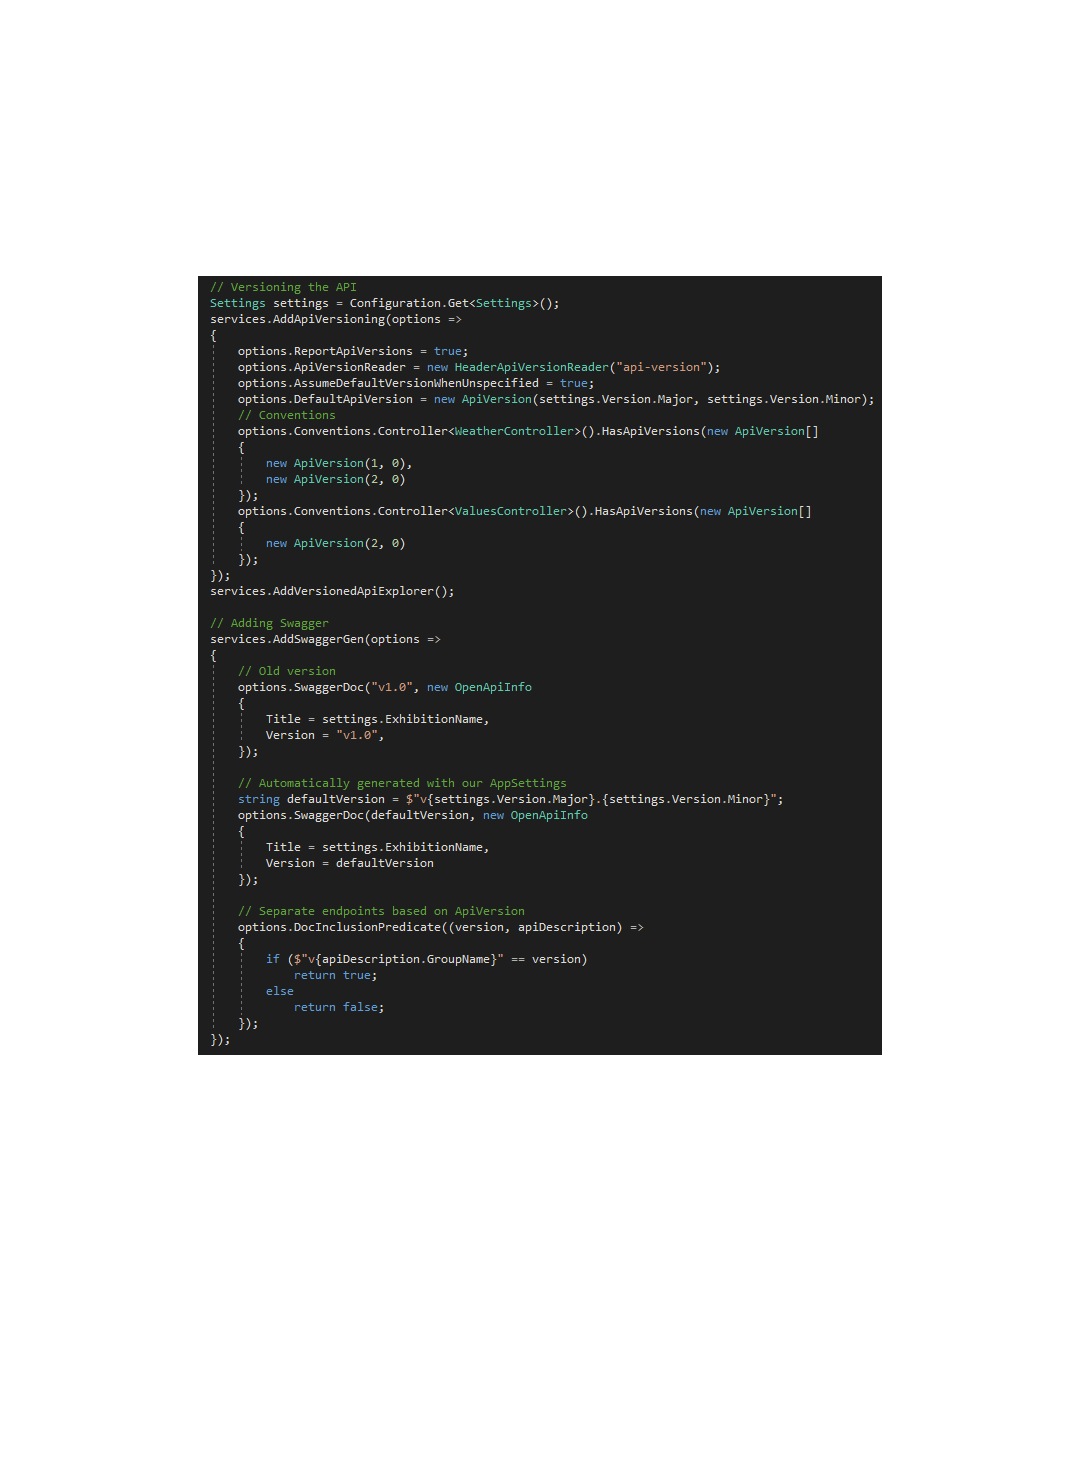 // Versioning the API
Settings settings = Configuration.Get<Settings>();
services.AddApiVersioning(options =>
{
    options.ReportApiVersions = true;
    options.ApiVersionReader = new HeaderApiVersionReader("api-version");
    options.AssumeDefaultVersionWhenUnspecified = true;
    options.DefaultApiVersion = new ApiVersion(settings.Version.Major, settings.Version.Minor);
    // Conventions
    options.Conventions.Controller<WeatherController>().HasApiVersions(new ApiVersion[]
    {
        new ApiVersion(1, 0),
        new ApiVersion(2, 0)
    });
    options.Conventions.Controller<ValuesController>().HasApiVersions(new ApiVersion[]
    {
        new ApiVersion(2, 0)
    });
});
services.AddVersionedApiExplorer();

// Adding Swagger
services.AddSwaggerGen(options =>
{
    // Old version
    options.SwaggerDoc("v1.0", new OpenApiInfo
    {
        Title = settings.ExhibitionName,
        Version = "v1.0",
    });

    // Automatically generated with our AppSettings
    string defaultVersion = $"v{settings.Version.Major}.{settings.Version.Minor}";
    options.SwaggerDoc(defaultVersion, new OpenApiInfo
    {
        Title = settings.ExhibitionName,
        Version = defaultVersion
    });

    // Separate endpoints based on ApiVersion
    options.DocInclusionPredicate((version, apiDescription) =>
    {
        if ($"v{apiDescription.GroupName}" == version)
            return true;
        else
            return false;
    });
});